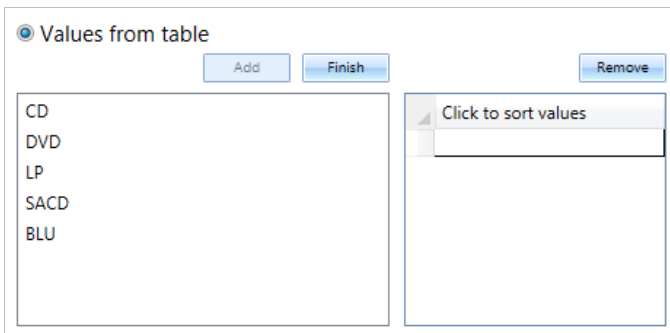 Values from table
Add Finish Remove
CD
DVD
LP
SACD
BLU
Click to sort values